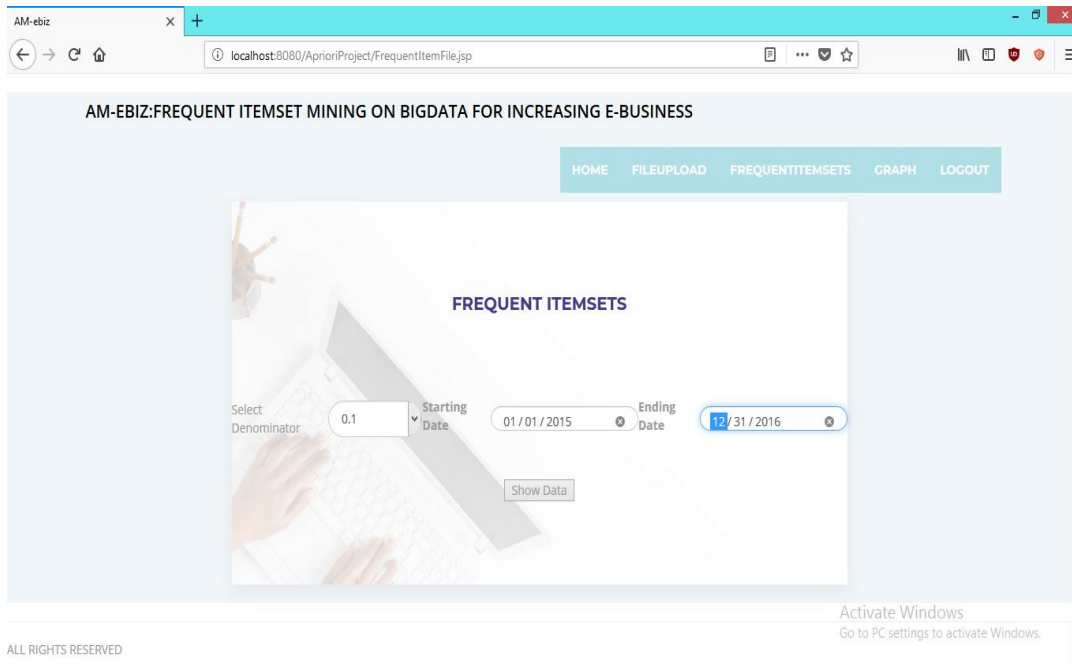 AM-ebiz
localhost:8080/AprioriProject/FrequentItemFile.jsp
AM-EBIZ:FREQUENT ITEMSET MINING ON BIGDATA FOR INCREASING E-BUSINESS
HOME FILEUPLOAD FREQUENTITEMSETS GRAPH LOGOUT
FREQUENT ITEMSETS
Select
Denominator
0.1
Starting
Date
01 / 01 / 2015
Ending
Date
12 / 31 / 2016
Show Data
Activate Windows
Go to PC settings to activate Windows.
ALL RIGHTS RESERVED